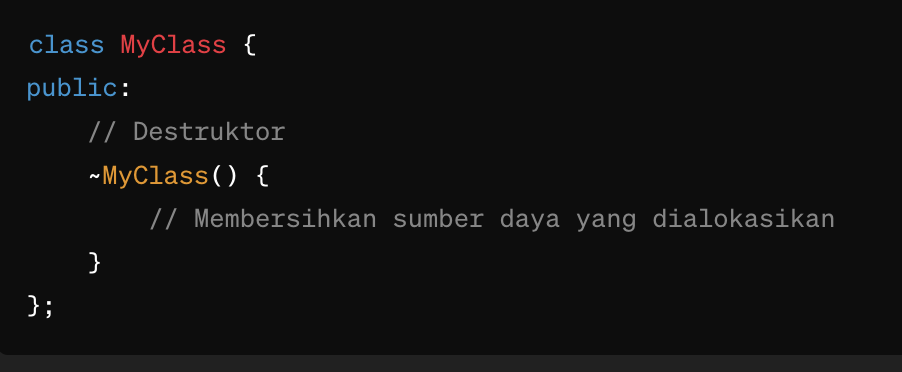 class MyClass {
public:
    // Destruktor
    ~MyClass() {
        // Membersihkan sumber daya yang dialokasikan
    }
};